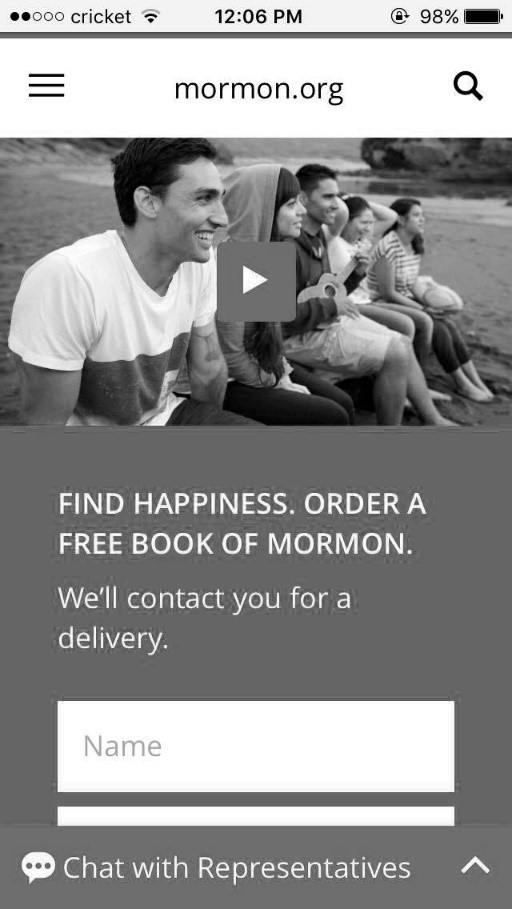 cricket 12:06 PM 98%
mormon.org
FIND HAPPINESS. ORDER A
FREE BOOK OF MORMON.
We'll contact you for a
delivery.
Name
Chat with Representatives